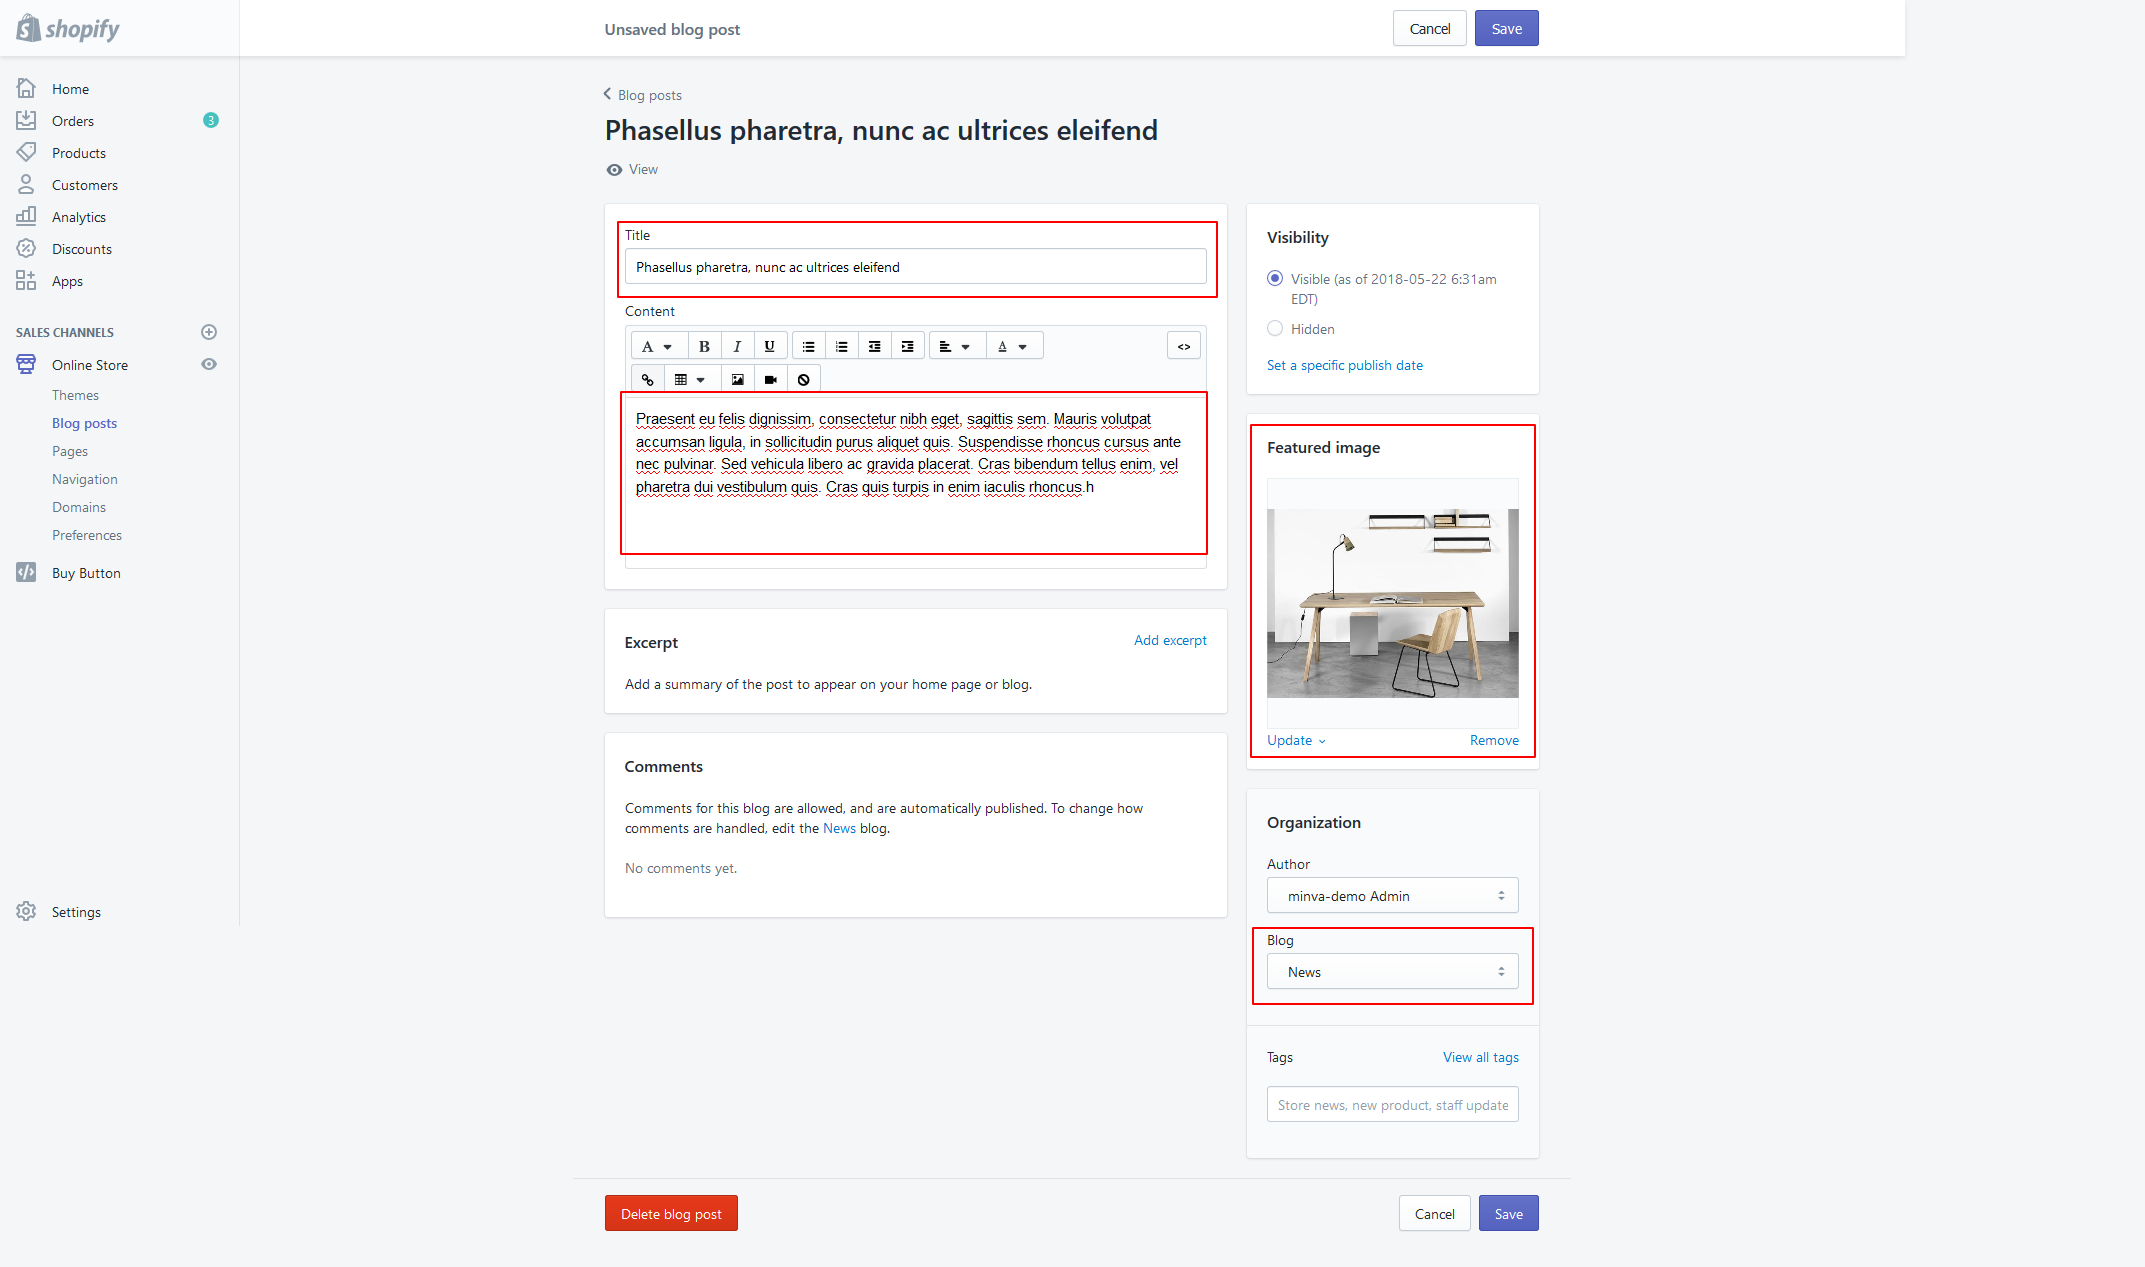 shopify
Unsaved blog post
Cancel
Save
Home
Orders
3
Products
Customers
Analytics
Discounts
Apps
SALES CHANNELS
Online Store
Themes
Blog posts
Pages
Navigation
Domains
Preferences
Buy Button
Settings
Blog posts
Phasellus pharetra, nunc ac ultrices eleifend
View
Title
Phasellus pharetra, nunc ac ultrices eleifend
Content
A
B
I
U
A
<>
Praesent eu felis dignissim, consectetur nibh eget, sagittis sem. Mauris volutpat
accumsan ligula, in sollicitudin purus aliquet quis. Suspendisse rhoncus cursus ante
nec pulvinar. Sed vehicula libero ac gravida placerat. Cras bibendum tellus enim, vel
pharetra dui vestibulum quis. Cras quis turpis in enim iaculis rhoncus.h
Excerpt
Add excerpt
Add a summary of the post to appear on your home page or blog.
Comments
Comments for this blog are allowed, and are automatically published. To change how
comments are handled, edit the News blog.
No comments yet.
Visibility
Visible (as of 2018-05-22 6:31am
EDT)
Hidden
Set a specific publish date
Featured image
Update
Remove
Organization
Author
minva-demo Admin
Blog
News
Tags
View all tags
Store news, new product, staff update
Delete blog post
Cancel
Save